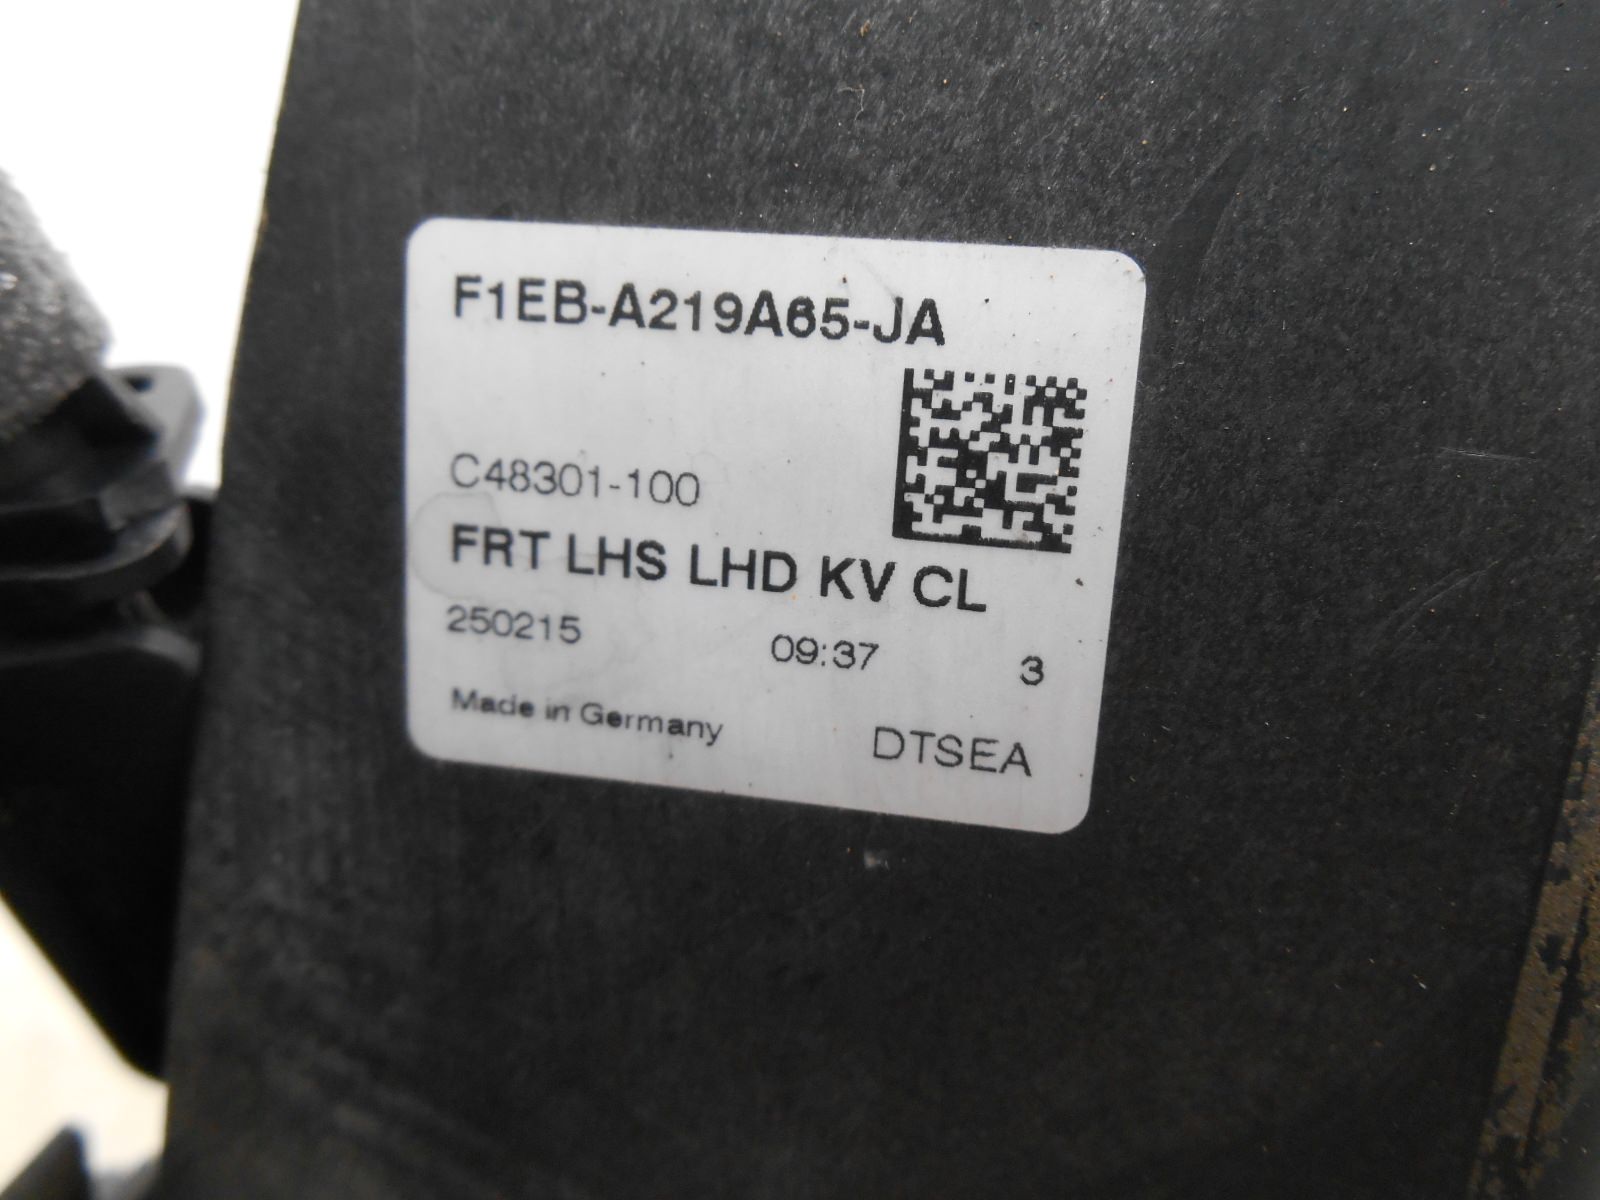 F1EB-A219A65-JA
C48301-100
FRT LHS LHD KV CL
250215 09:37 3
Made in Germany DTSEA